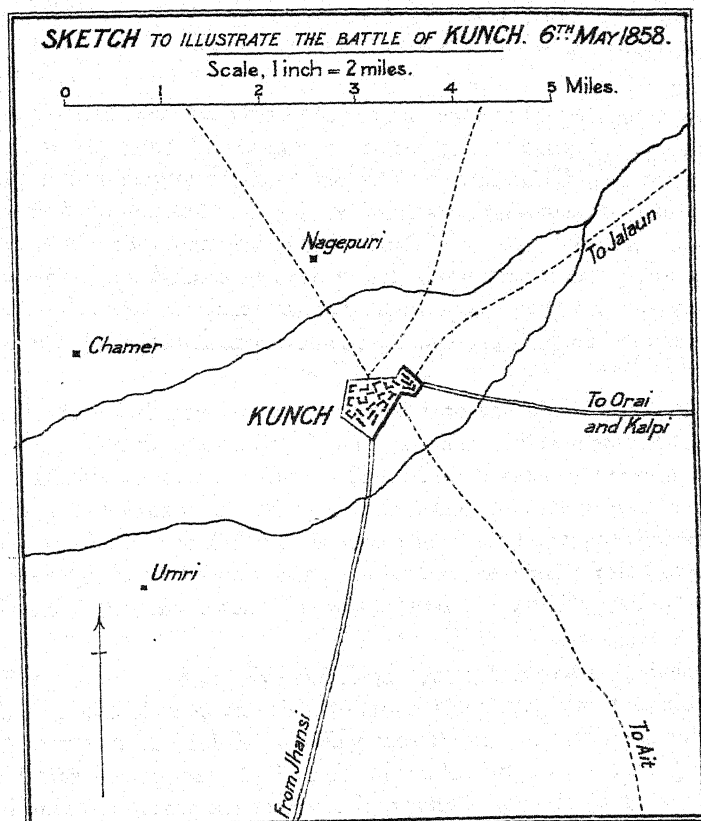 SKETCH TO ILLUSTRATE THE BATTLE OF KUNCH. 6TH MAY 1858.
Scale, 1 inch = 2 miles.
0 1 2 3 4 5 Miles.
Nagepuri
To Jalaun
Chamer
KUNCH
To Orai
and Kalpi
Umri
From Jhansi
To Ait